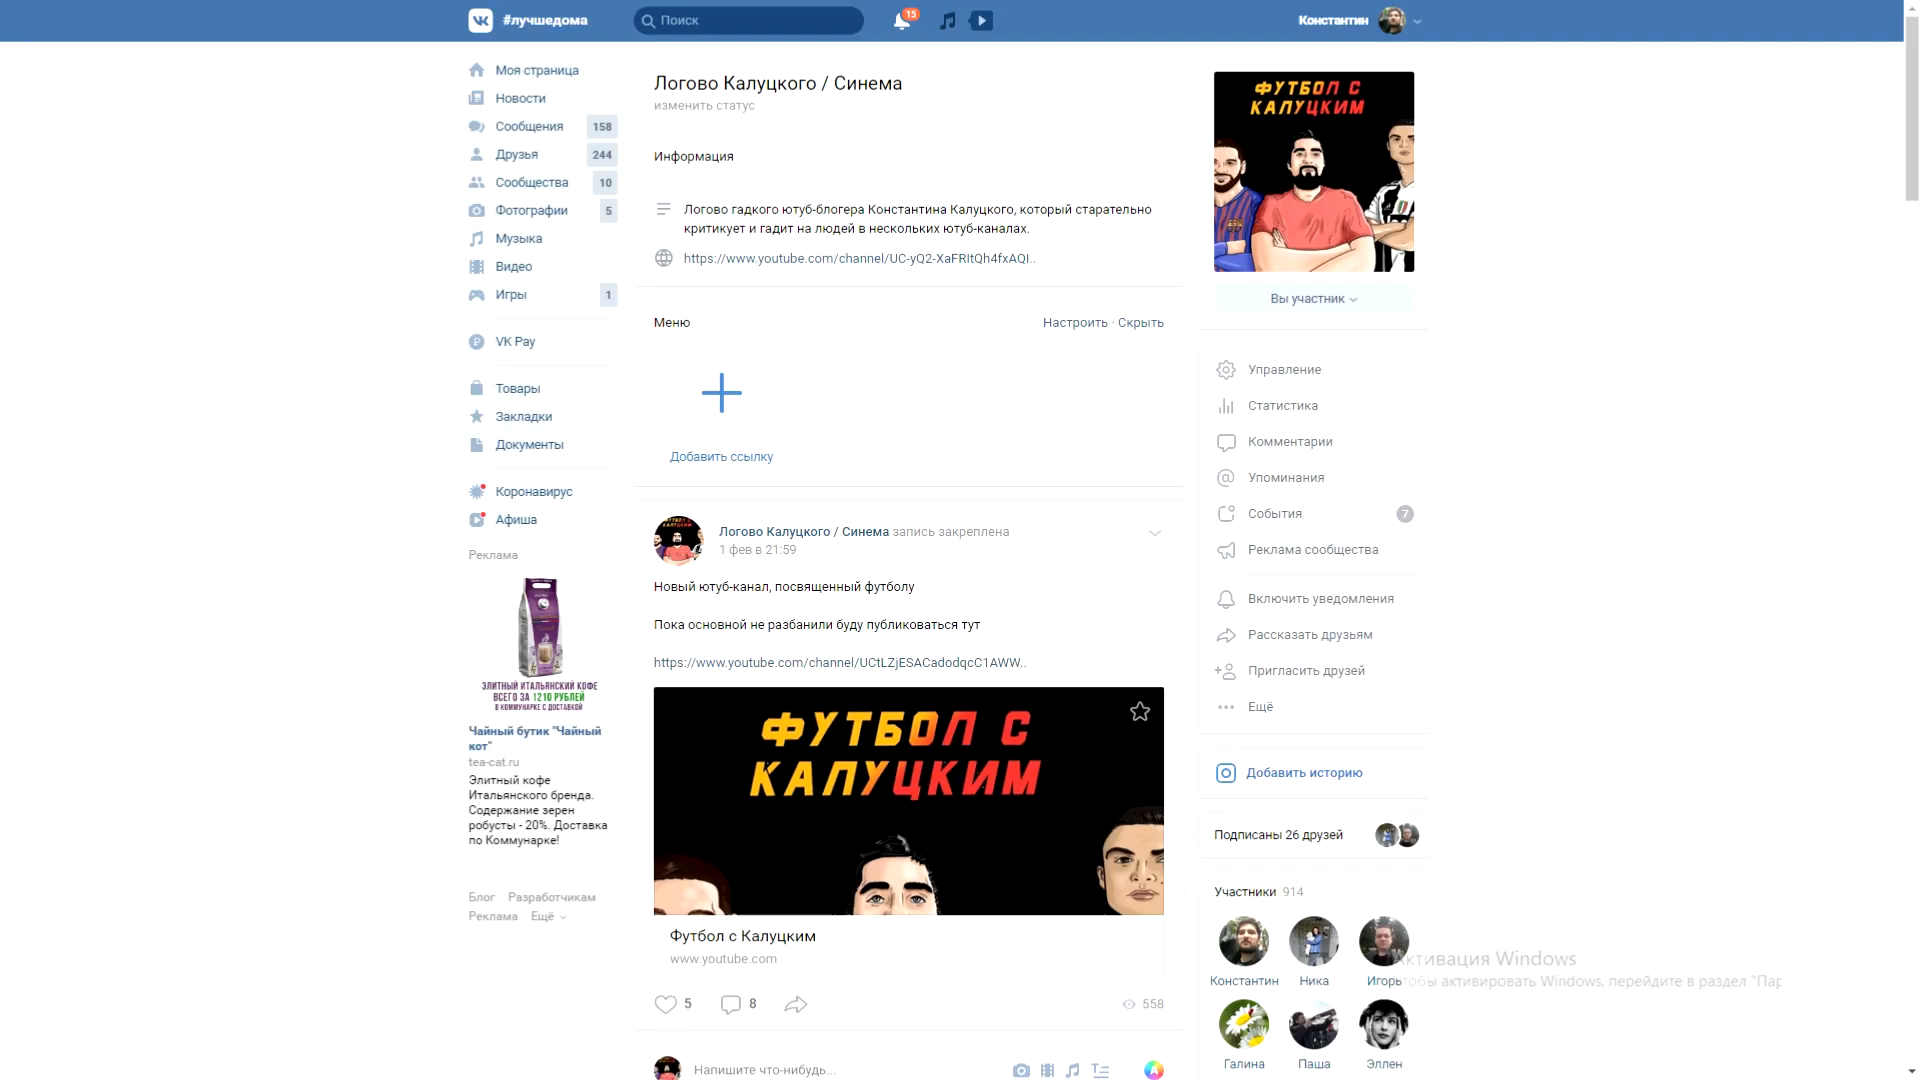 #лучшедома
Поиск
15
Константин
Моя страница
Новости
Сообщения 158
Друзья 244
Сообщества 10
Фотографии 5
Музыка
Видео
Игры 1
VK Pay
Товары
Закладки
Документы
Коронавирус
Афиша
Реклама
ЭЛИТНЫЙ ИТАЛЬЯНСКИЙ КОФЕ
ВСЕГО ЗА 1210 РУБЛЕЙ
В КОММУНАРКЕ С ДОСТАВКОЙ
Чайный бутик "Чайный
кот"
tea-cat.ru
Элитный кофе
Итальянского бренда.
Содержание зерен
робусты - 20%. Доставка
по Коммунарке!
Блог Разработчикам
Реклама Ещё
Логово Калуцкого / Синема
изменить статус
Информация
Логово гадкого ютуб-блогера Константина Калуцкого, который старательно
критикует и гадит на людей в нескольких ютуб-каналах.
https://www.youtube.com/channel/UC-yQ2-XaFRItQh4fxAQI..
Меню
Настроить · Скрыть
Добавить ссылку
Логово Калуцкого / Синема запись закреплена
1 фев в 21:59
Новый ютуб-канал, посвященный футболу
Пока основной не разбанили буду публиковаться тут
https://www.youtube.com/channel/UCtLZjESACadodqcC1AWW..
ФУТБОЛ С
КАЛУЦКИМ
Футбол с Калуцким
www.youtube.com
5 8 558
Напишите что-нибудь...
ФУТБОЛ С
КАЛУЦКИМ
Вы участник
Управление
Статистика
Комментарии
Упоминания
События 7
Реклама сообщества
Включить уведомления
Рассказать друзьям
Пригласить друзей
Ещё
Добавить историю
Подписаны 26 друзей
Участники 914
Константин Ника Игорь
Галина Паша Эллен
Активация Windows
Чтобы активировать Windows, перейдите в раздел "Пар